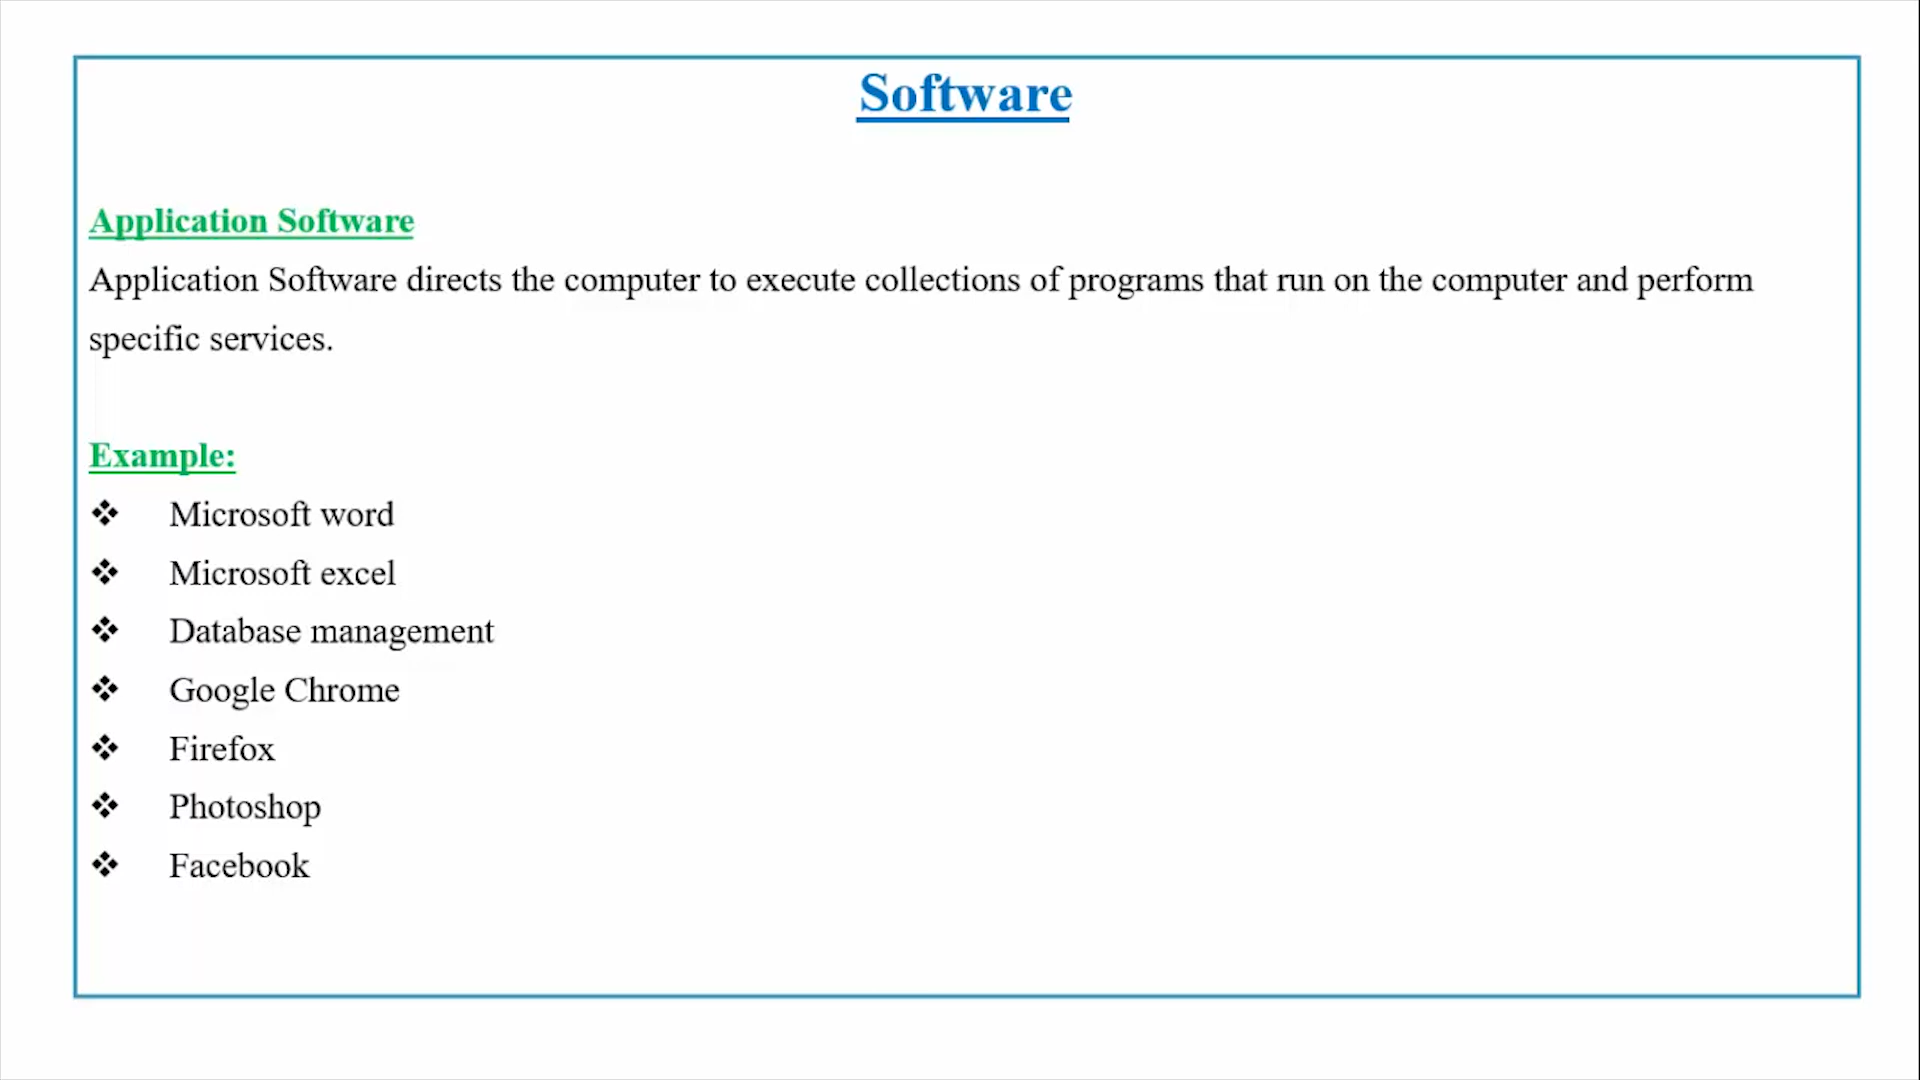 Software
Application Software
Application Software directs the computer to execute collections of programs that run on the computer and perform
specific services.
Example:
❖ Microsoft word
❖ Microsoft excel
❖ Database management
❖ Google Chrome
❖ Firefox
❖ Photoshop
❖ Facebook